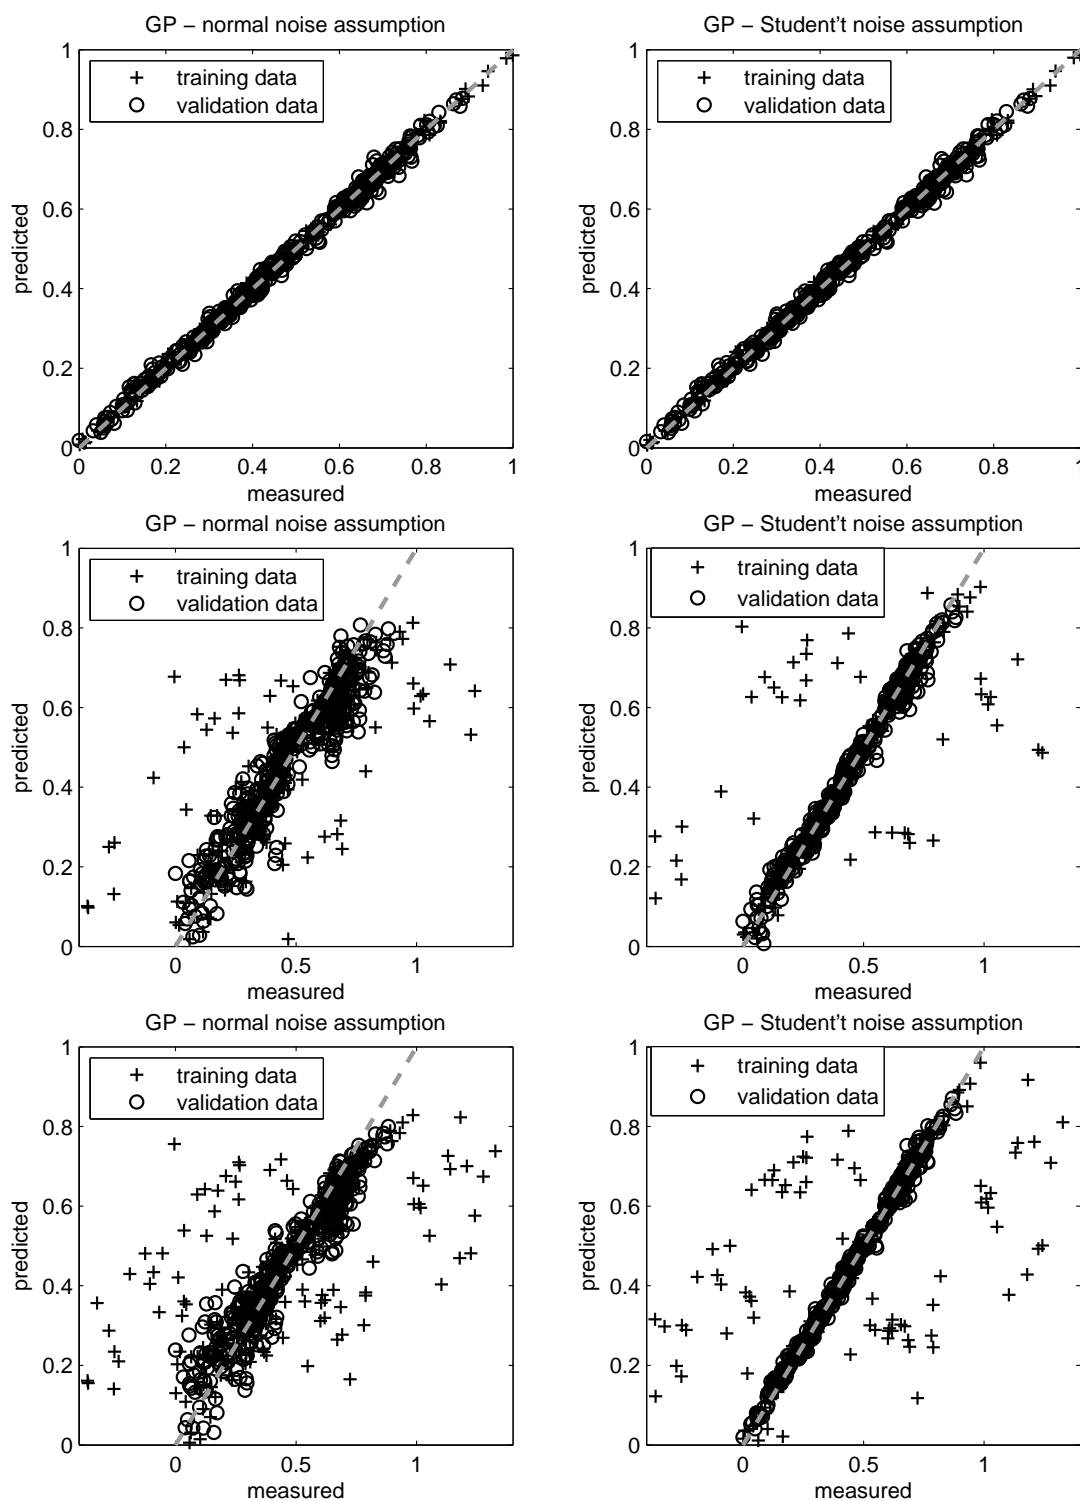 GP − normal noise assumption
1
0.8
0.6
0.4
0.2
0
predicted
training data
validation data
0 0.2 0.4 0.6 0.8 1
measured
GP − Student't noise assumption
1
0.8
0.6
0.4
0.2
0
predicted
training data
validation data
0 0.2 0.4 0.6 0.8 1
measured
GP − normal noise assumption
1
0.8
0.6
0.4
0.2
0
predicted
training data
validation data
0 0.5 1
measured
GP − Student't noise assumption
1
0.8
0.6
0.4
0.2
0
predicted
training data
validation data
0 0.5 1
measured
GP − normal noise assumption
1
0.8
0.6
0.4
0.2
0
predicted
training data
validation data
0 0.5 1
measured
GP − Student't noise assumption
1
0.8
0.6
0.4
0.2
0
predicted
training data
validation data
0 0.5 1
measured